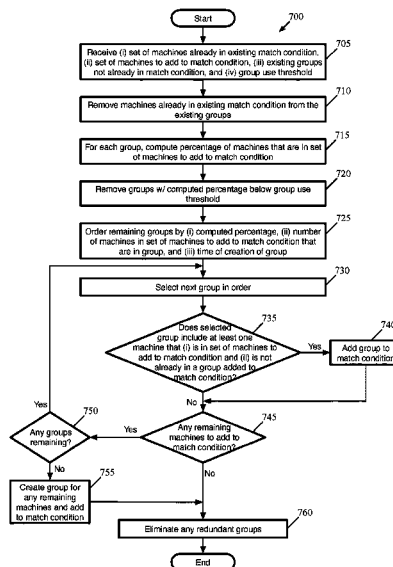 Start
700
Receive (i) set of machines already in existing match condition,
(ii) set of machines to add to match condition, (iii) existing groups
not already in match condition, and (iv) group use threshold
705
Remove machines already in existing match condition from the
existing groups
710
For each group, compute percentage of machines that are in set
of machines to add to match condition
715
Remove groups w/ computed percentage below group use
threshold
720
Order remaining groups by (i) computed percentage, (ii) number
of machines in set of machines to add to match condition that
are in group, and (iii) time of creation of group
725
Select next group in order
730
Does selected
group include at least one
machine that (i) is in set of machines to
add to match condition and (ii) is not
already in a group added to
match condition?
735
Yes
Add group to
match condition
740
No
Any remaining
machines to add to
match condition?
745
Yes
Any groups
remaining?
750
Yes
No
No
Create group for
any remaining
machines and add
to match condition
755
Eliminate any redundant groups
760
End